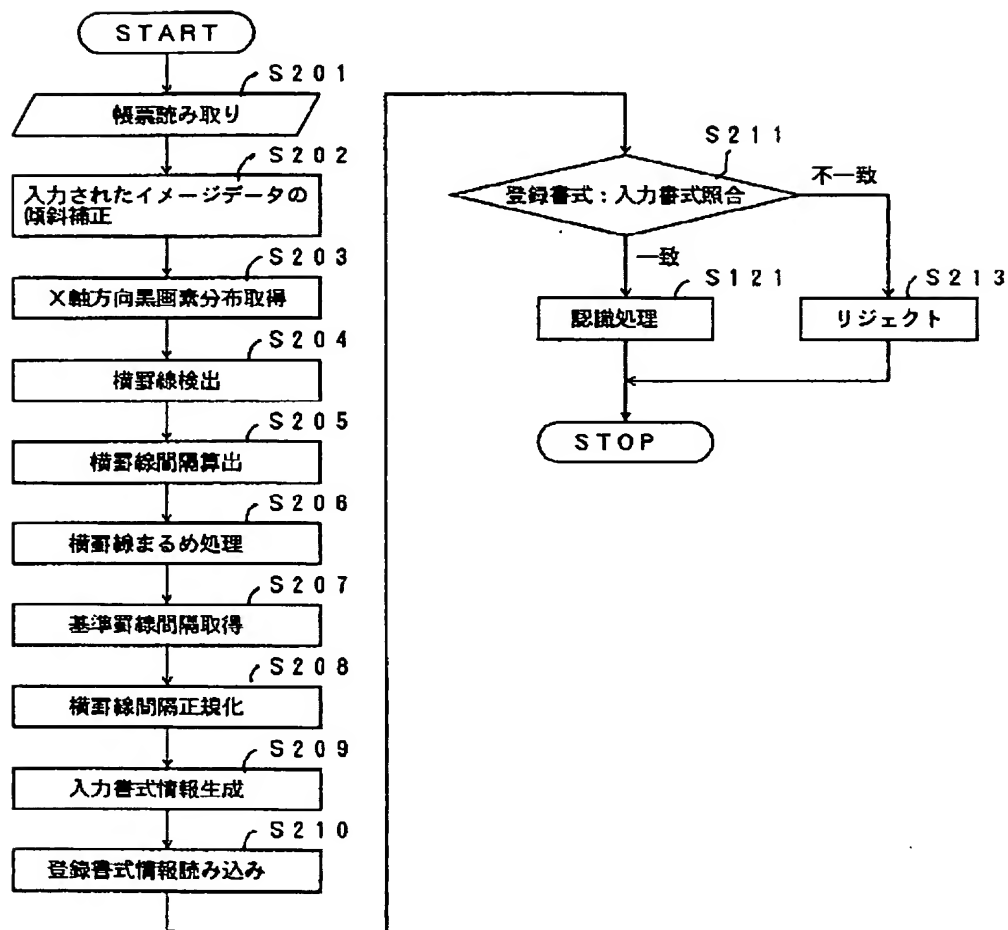 START
S201
帳票読み取り
S202
入力されたイメージデータの
傾斜補正
S203
X軸方向黒画素分布取得
S204
横罫線検出
S205
横罫線間隔算出
S206
横罫線まるめ処理
S207
基準罫線間隔取得
S208
横罫線間隔正規化
S209
入力書式情報生成
S210
登録書式情報読み込み
S211
登録書式:入力書式照合
不一致
一致
S121
認識処理
S213
リジェクト
STOP